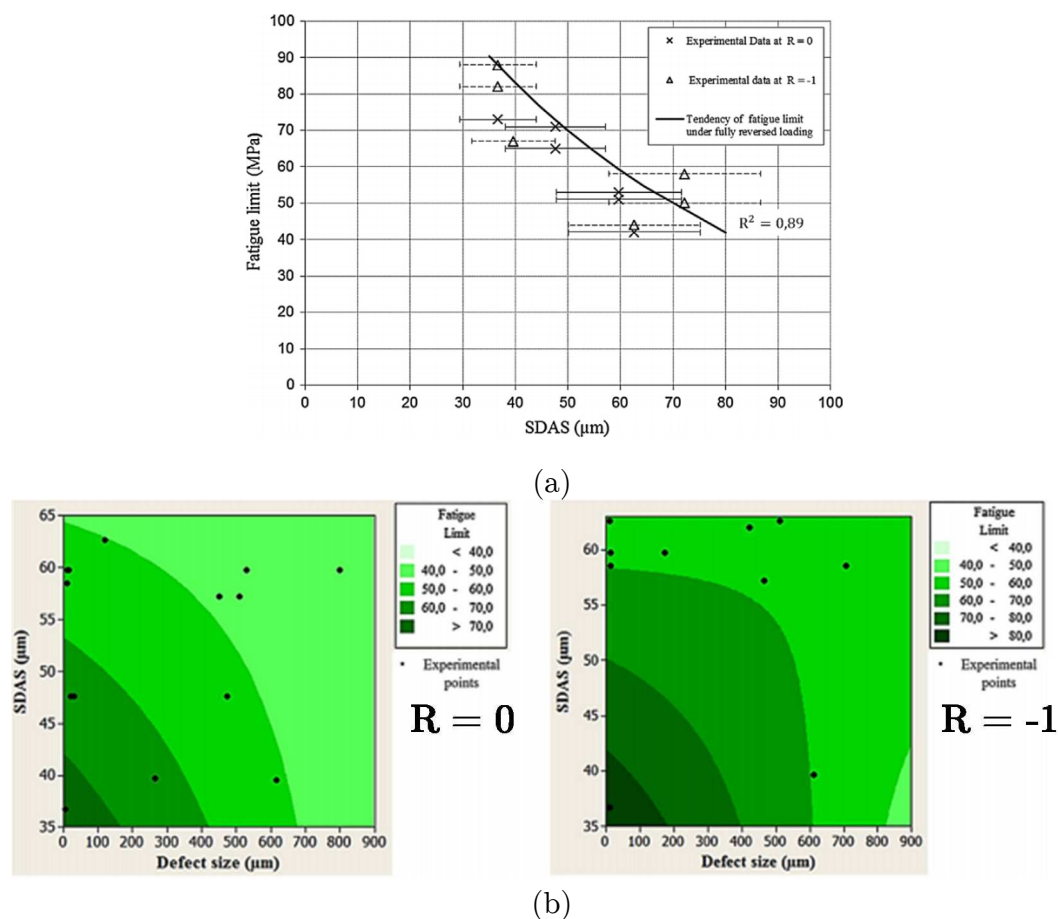 100
90
80
70
60
50
40
30
20
10
0
Fatigue limit (MPa)
× Experimental Data at R = 0
△ Experimental data at R = -1
Tendency of fatigue limit
under fully reversed loading
R² = 0,89
0 10 20 30 40 50 60 70 80 90 100
SDAS (µm)
(a)
65
60
55
50
45
40
35
SDAS (µm)
0 100 200 300 400 500 600 700 800 900
Defect size (µm)
Fatigue
Limit
< 40,0
40,0 - 50,0
50,0 - 60,0
60,0 - 70,0
> 70,0
• Experimental
points
R = 0
60
55
50
45
40
35
SDAS (µm)
0 100 200 300 400 500 600 700 800 900
Defect size (µm)
Fatigue
Limit
< 40,0
40,0 - 50,0
50,0 - 60,0
60,0 - 70,0
70,0 - 80,0
> 80,0
• Experimental
points
R = -1
(b)